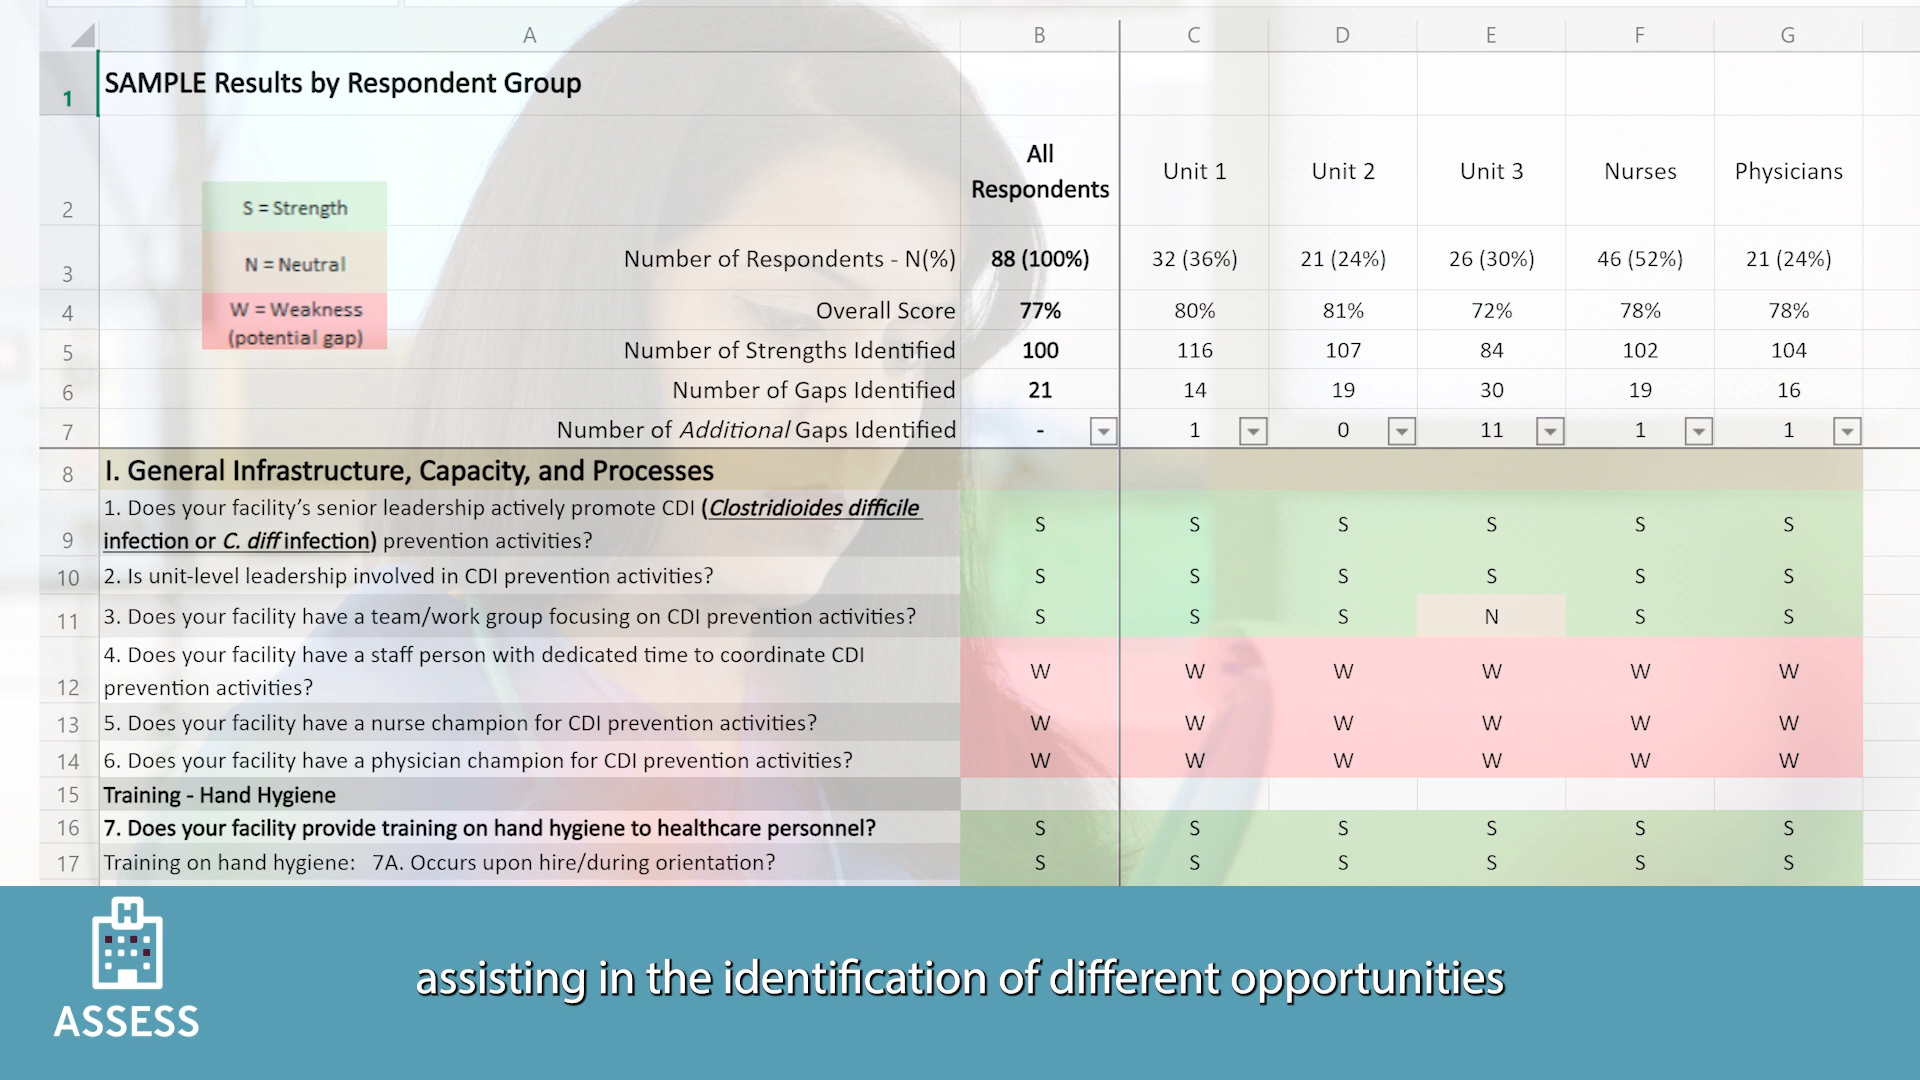 A B C D E F G
1 SAMPLE Results by Respondent Group
2 All Respondents Unit 1 Unit 2 Unit 3 Nurses Physicians
S = Strength
N = Neutral
W = Weakness
(potential gap)
3 Number of Respondents - N(%) 88 (100%) 32 (36%) 21 (24%) 26 (30%) 46 (52%) 21 (24%)
4 Overall Score 77% 80% 81% 72% 78% 78%
5 Number of Strengths Identified 100 116 107 84 102 104
6 Number of Gaps Identified 21 14 19 30 19 16
7 Number of Additional Gaps Identified - 1 0 11 1 1
8 I. General Infrastructure, Capacity, and Processes
1. Does your facility’s senior leadership actively promote CDI (Clostridioides difficile
9 infection or C. diff infection) prevention activities? S S S S S S
10 2. Is unit-level leadership involved in CDI prevention activities? S S S S S S
11 3. Does your facility have a team/work group focusing on CDI prevention activities? S S S N S S
4. Does your facility have a staff person with dedicated time to coordinate CDI
12 prevention activities? W W W W W W
13 5. Does your facility have a nurse champion for CDI prevention activities? W W W W W W
14 6. Does your facility have a physician champion for CDI prevention activities? W W W W W W
15 Training - Hand Hygiene
16 7. Does your facility provide training on hand hygiene to healthcare personnel? S S S S S S
17 Training on hand hygiene: 7A. Occurs upon hire/during orientation? S S S S S S
H
ASSESS
assisting in the identification of different opportunities